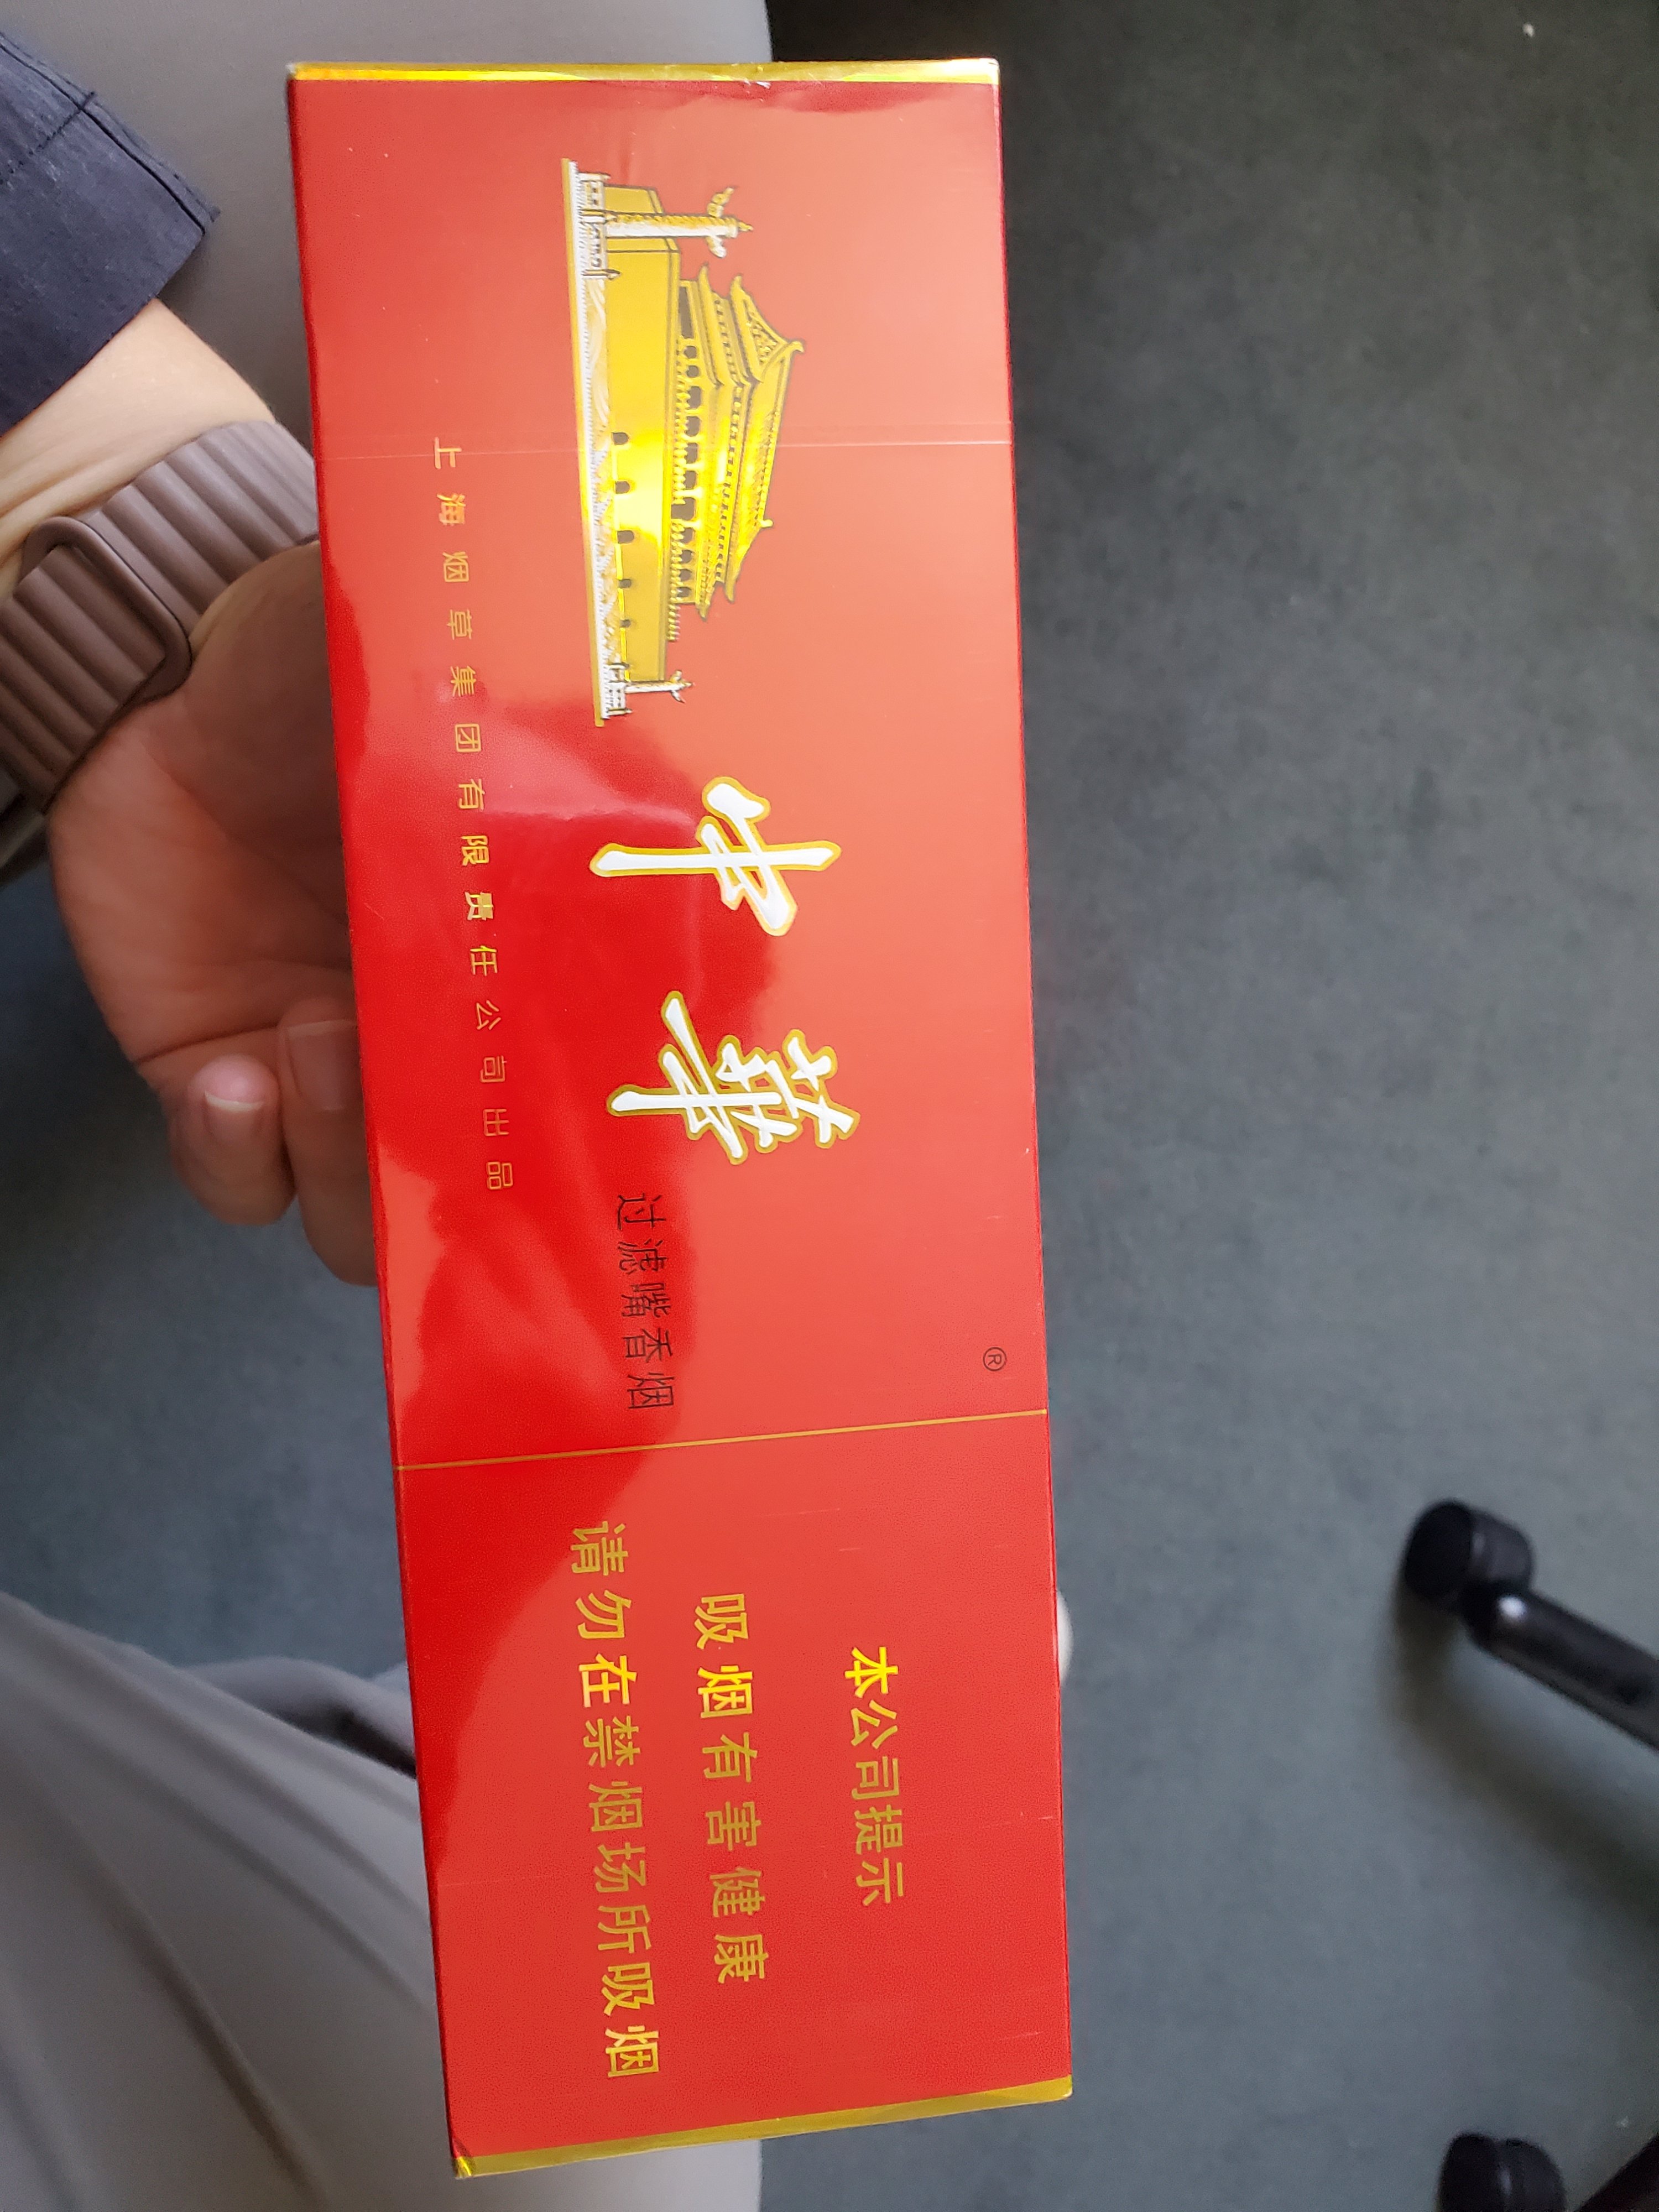 中華
过滤嘴香烟
®
上海烟草集团有限责任公司出品
本公司提示
吸烟有害健康
请勿在禁烟场所吸烟